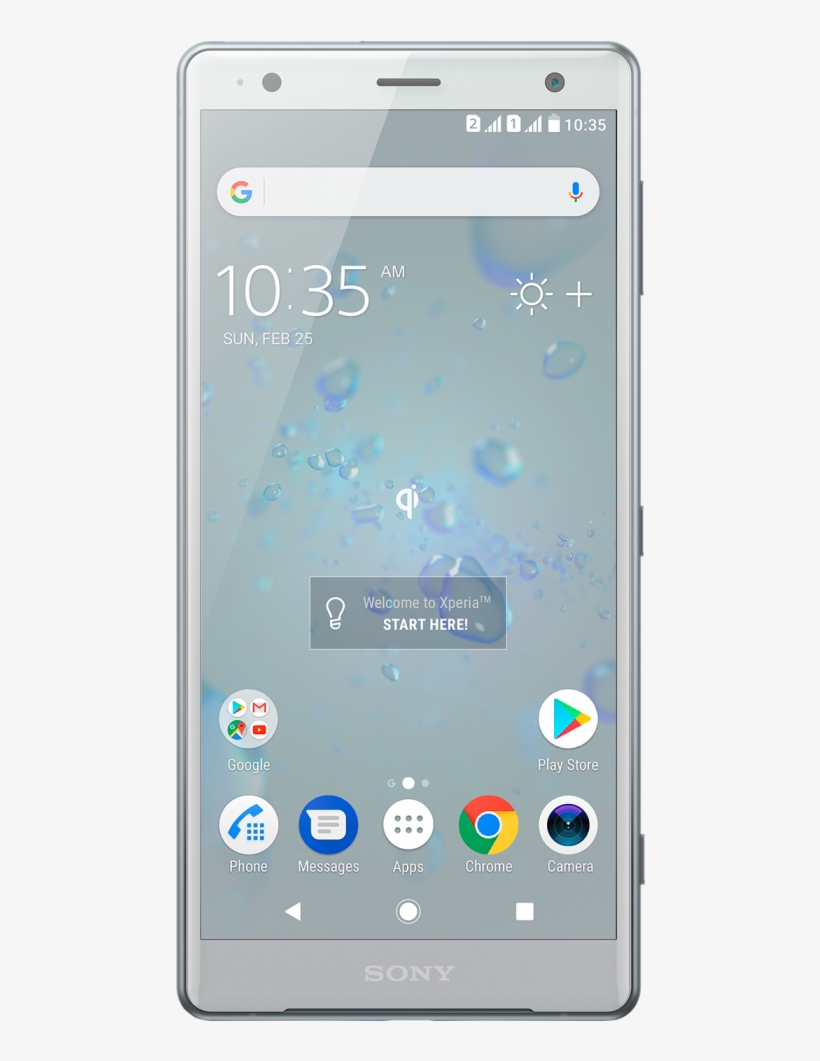 2 1 10:35
10:35 AM
SUN, FEB 25
qi
Welcome to Xperia™
START HERE!
Google
Play Store
G
Phone
Messages
Apps
Chrome
Camera
SONY